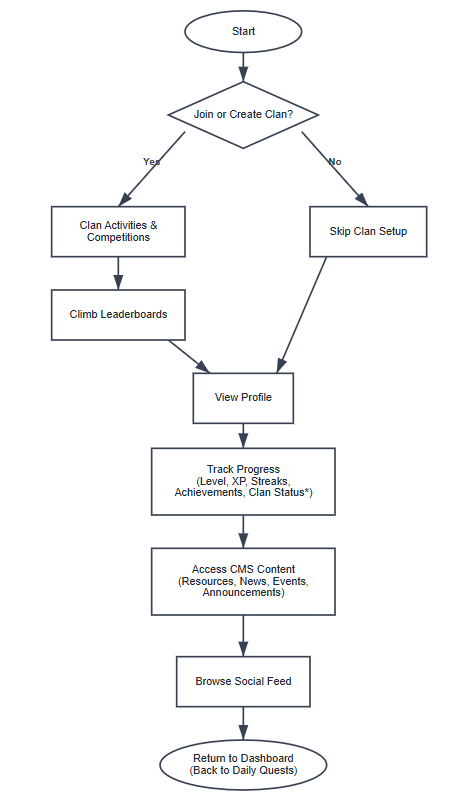 Start
Join or Create Clan?
Yes
No
Clan Activities &
Competitions
Skip Clan Setup
Climb Leaderboards
View Profile
Track Progress
(Level, XP, Streaks,
Achievements, Clan Status*)
Access CMS Content
(Resources, News, Events,
Announcements)
Browse Social Feed
Return to Dashboard
(Back to Daily Quests)